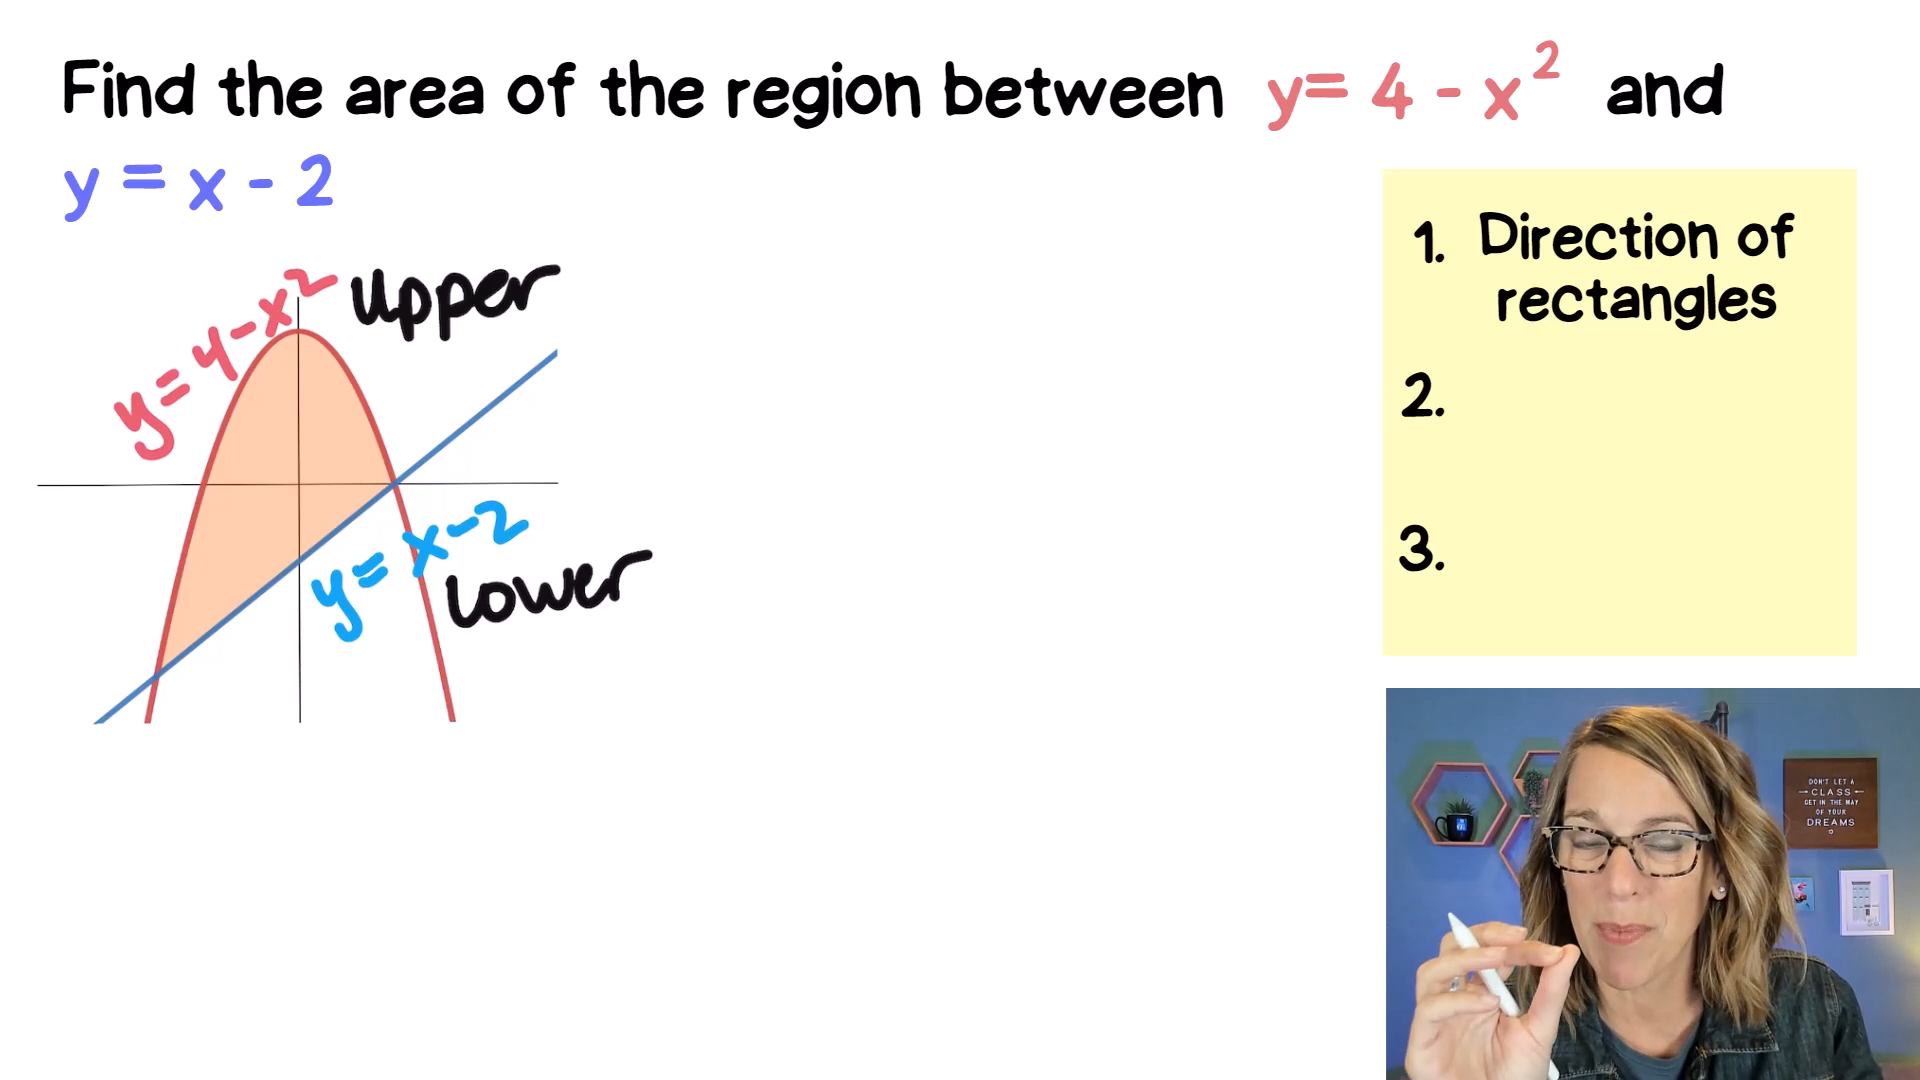 Find the area of the region between y = 4 - x² and
y = x - 2
y = 4 - x²
upper
y = x - 2
lower
1. Direction of
rectangles
2.
3.
DON'T LET A
CLASS
GET IN THE WAY
OF YOUR
DREAMS